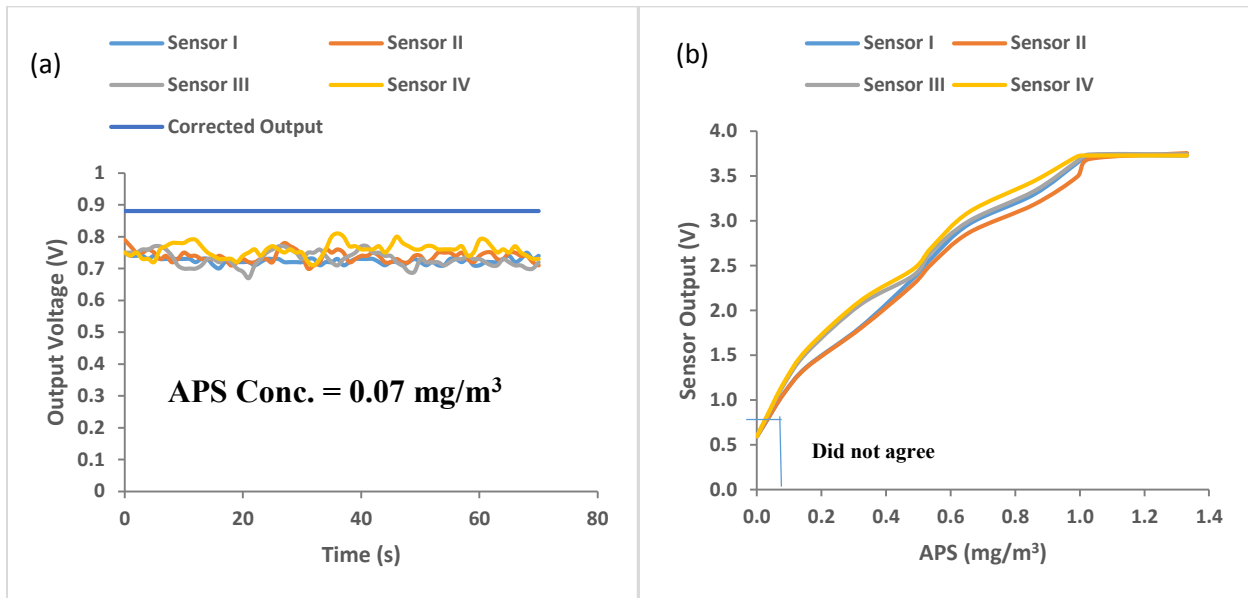 (a)
Sensor I
Sensor II
Sensor III
Sensor IV
Corrected Output
1
0.9
0.8
0.7
0.6
0.5
0.4
0.3
0.2
0.1
0
Output Voltage (V)
APS Conc. = 0.07 mg/m³
0
20
40
60
80
Time (s)
(b)
Sensor I
Sensor II
Sensor III
Sensor IV
4.0
3.5
3.0
2.5
2.0
1.5
1.0
0.5
0.0
Sensor Output (V)
Did not agree
0.0
0.2
0.4
0.6
0.8
1.0
1.2
1.4
APS (mg/m³)